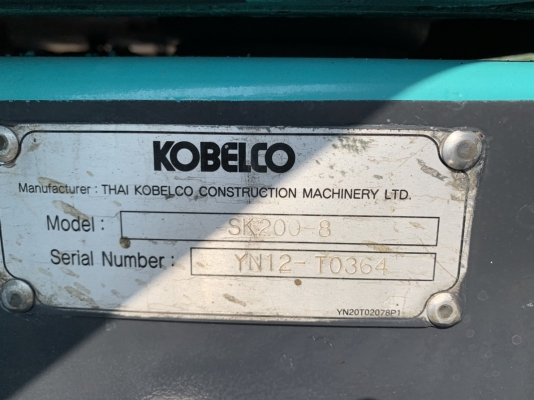 KOBELCO
Manufacturer : THAI KOBELCO CONSTRUCTION MACHINERY LTD.
Model : SK200-8
Serial Number : YN12-T0364
YN20T02078P1